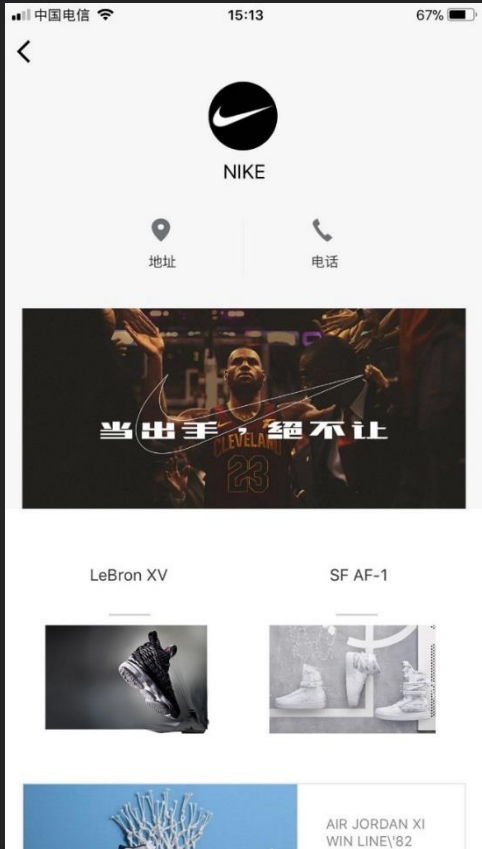 中国电信 15:13 67%
NIKE
地址 电话
当出手，絕不让
CLEVELAND
23
LeBron XV SF AF-1
AIR JORDAN XI
WIN LINE\'82